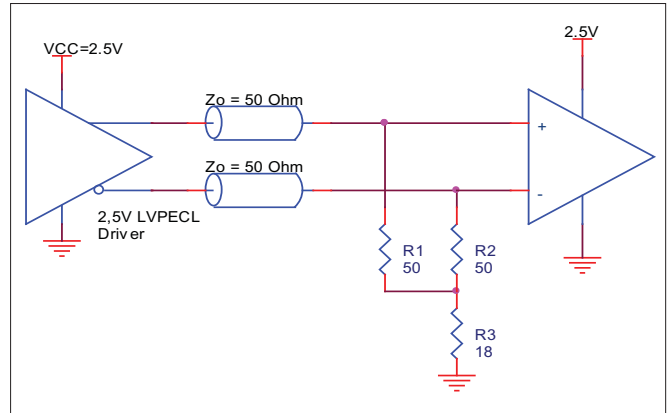 VCC=2.5V
2.5V
Zo = 50 Ohm
+
Zo = 50 Ohm
-
2,5V LVPECL
Driver
R1
50
R2
50
R3
18